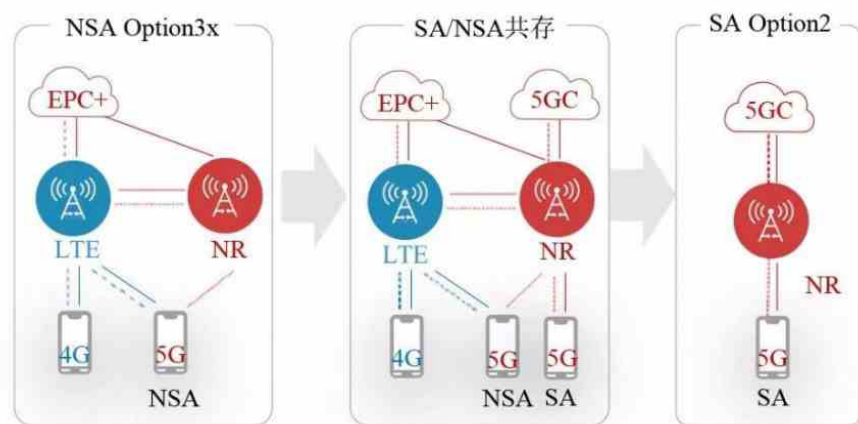 NSA Option3x
EPC+
LTE
NR
4G
5G
NSA
SA/NSA共存
EPC+
5GC
LTE
NR
4G
5G
5G
NSA
SA
SA Option2
5GC
NR
5G
SA